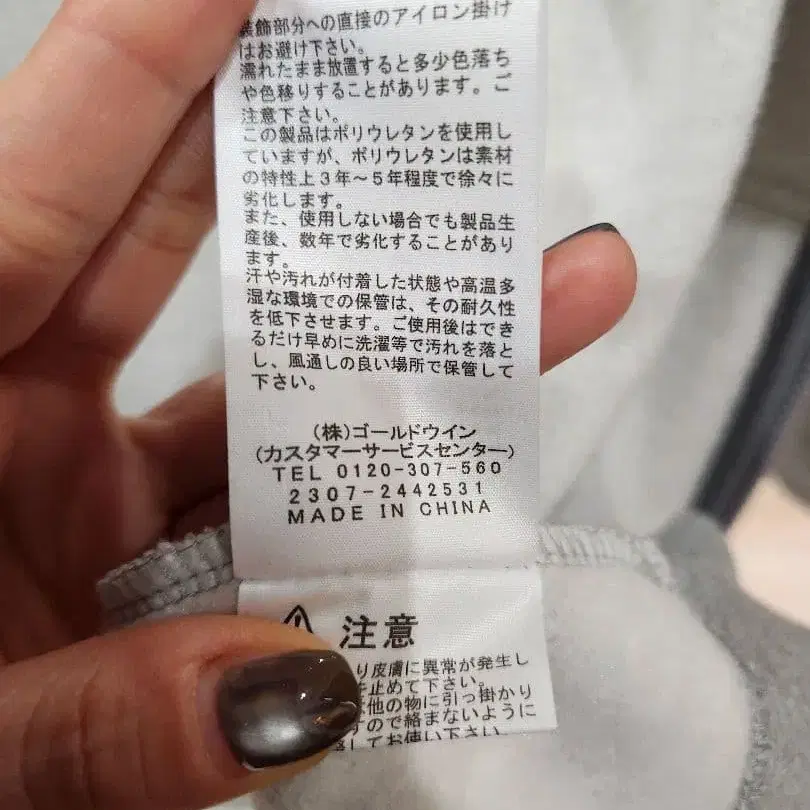 装飾部分への直接のアイロン掛け
はお避け下さい。
濡れたまま放置すると多少色落ち
や色移りすることがあります。ご
注意下さい。
この製品はポリウレタンを使用し
ていますが、ポリウレタンは素材
の特性上3年～5年程度で徐々に
劣化します。
また、使用しない場合でも製品生
産後、数年で劣化することがあり
ます。
汗や汚れが付着した状態や高温多
湿な環境での保管は、その耐久性
を低下させます。ご使用後はでき
るだけ早めに洗濯等で汚れを落と
し、風通しの良い場所で保管して
下さい。
(株)ゴールドウイン
(カスタマーサービスセンター)
TEL 0120-307-560
2307-2442531
MADE IN CHINA
注意
り皮膚に異常が発生し
を止めて下さい。
他の物に引っ掛かり
すので絡まないように
してお使い下さい。